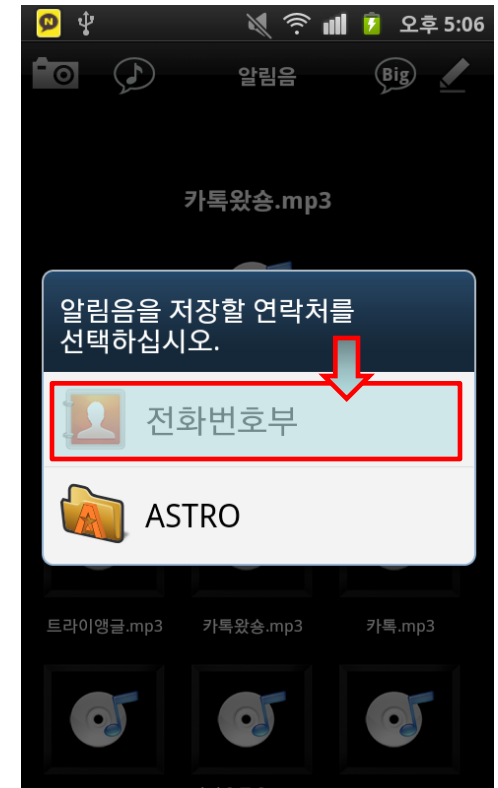 오후 5:06
알림음
Big
카톡왔숑.mp3
알림음을 저장할 연락처를
선택하십시오.
전화번호부
ASTRO
트라이앵글.mp3 카톡왔숑.mp3 카톡.mp3